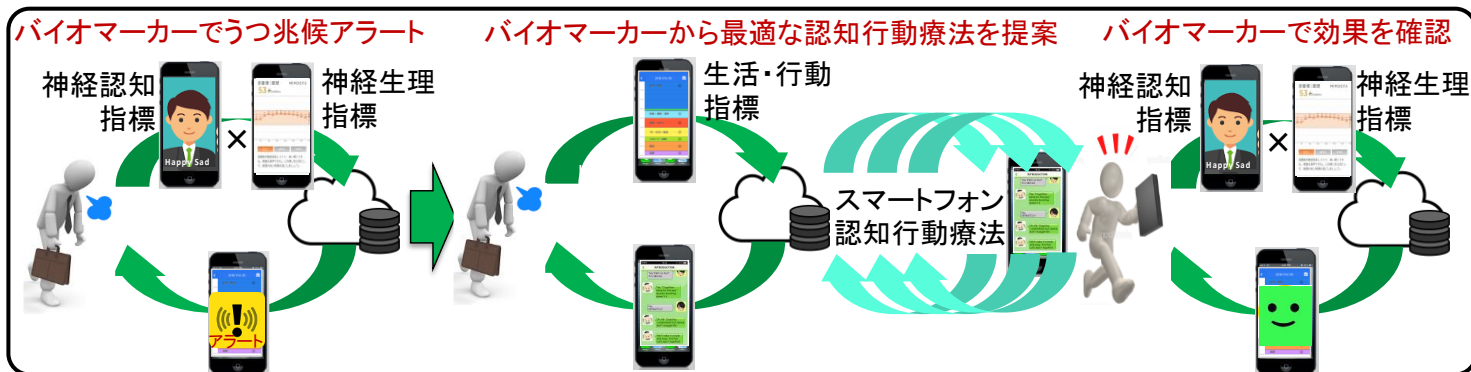 バイオマーカーでうつ兆候アラート
神経認知
指標
×
神経生理
指標
Happy Sad
アラート
バイオマーカーから最適な認知行動療法を提案
生活・行動
指標
スマートフォン
認知行動療法
バイオマーカーで効果を確認
神経認知
指標
×
神経生理
指標
Happy Sad